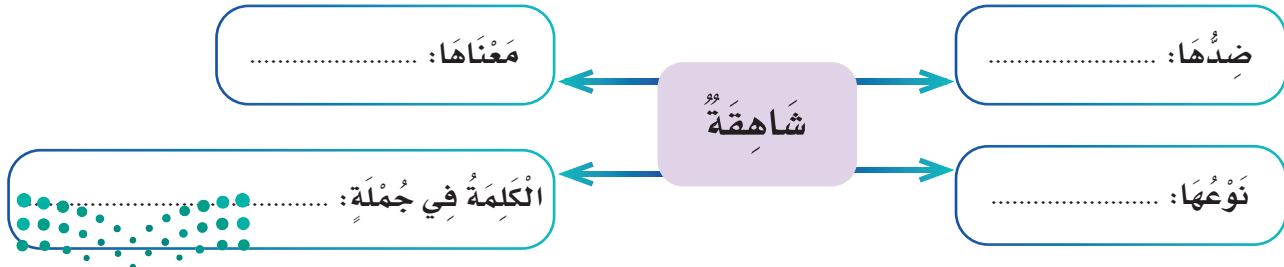 ضِدُّهَا: ........................
مَعْنَاهَا: ........................
شَاهِقَةٌ
نَوْعُهَا: ........................
الْكَلِمَةُ فِي جُمْلَةٍ: ............................................